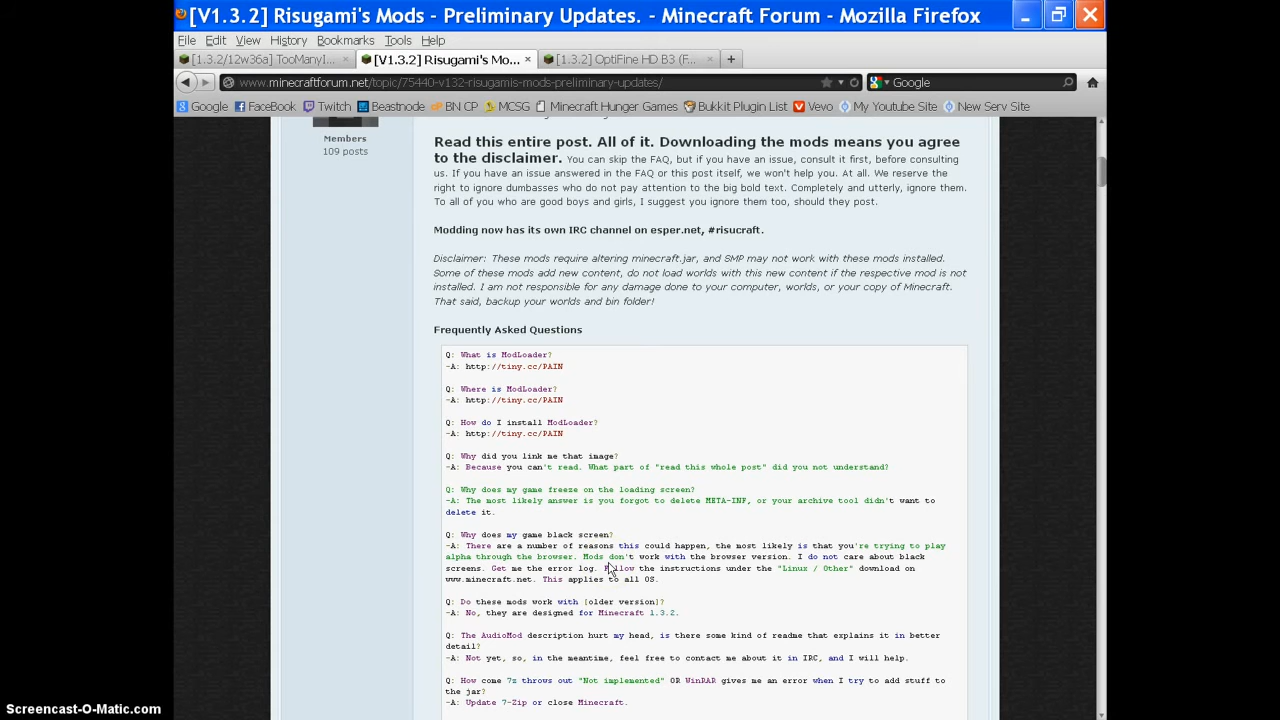 [V1.3.2] Risugami's Mods - Preliminary Updates. - Minecraft Forum - Mozilla Firefox
File Edit View History Bookmarks Tools Help
[1.3.2/12w36a] TooManyI... × [V1.3.2] Risugami's Mo... × [1.3.2] OptiFine HD B3 (F... × +
www.minecraftforum.net/topic/75440-v132-risugamis-mods-preliminary-updates/ Google
Google FaceBook Twitch Beastnode BN CP MCSG Minecraft Hunger Games Bukkit Plugin List Vevo My Youtube Site New Serv Site
Members
109 posts
Read this entire post. All of it. Downloading the mods means you agree
to the disclaimer. You can skip the FAQ, but if you have an issue, consult it first, before consulting
us. If you have an issue answered in the FAQ or this post itself, we won't help you. At all. We reserve the
right to ignore dumbasses who do not pay attention to the big bold text. Completely and utterly, ignore them.
To all of you who are good boys and girls, I suggest you ignore them too, should they post.
Modding now has its own IRC channel on esper.net, #risucraft.
Disclaimer: These mods require altering minecraft.jar, and SMP may not work with these mods installed.
Some of these mods add new content, do not load worlds with this new content if the respective mod is not
installed. I am not responsible for any damage done to your computer, worlds, or your copy of Minecraft.
That said, backup your worlds and bin folder!
Frequently Asked Questions
Q: What is ModLoader?
-A: http://tiny.cc/PAIN
Q: Where is ModLoader?
-A: http://tiny.cc/PAIN
Q: How do I install ModLoader?
-A: http://tiny.cc/PAIN
Q: Why did you link me that image?
-A: Because you can't read. What part of "read this whole post" did you not understand?
Q: Why does my game freeze on the loading screen?
-A: The most likely answer is you forgot to delete META-INF, or your archive tool didn't want to
delete it.
Q: Why does my game black screen?
-A: There are a number of reasons this could happen, the most likely is that you're trying to play
alpha through the browser. Mods don't work with the browser version. I do not care about black
screens. Get me the error log. Follow the instructions under the "Linux / Other" download on
www.minecraft.net. This applies to all OS.
Q: Do these mods work with [older version]?
-A: No, they are designed for Minecraft 1.3.2.
Q: The AudioMod description hurt my head, is there some kind of readme that explains it in better
detail?
-A: Not yet, so, in the meantime, feel free to contact me about it in IRC, and I will help.
Q: How come 7z throws out "Not implemented" OR WinRAR gives me an error when I try to add stuff to
the jar?
-A: Update 7-Zip or close Minecraft.
Screencast-O-Matic.com